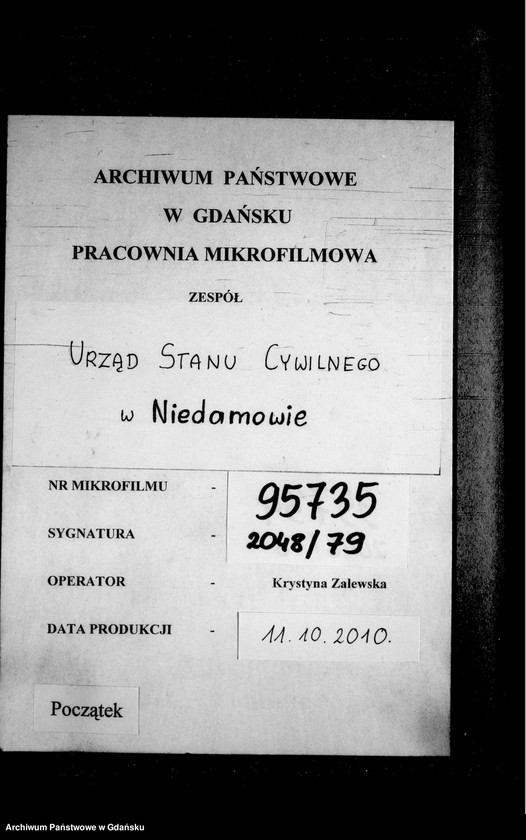 ARCHIWUM PAŃSTWOWE
W GDAŃSKU
PRACOWNIA MIKROFILMOWA
ZESPÓŁ
URZĄD STANU CYWILNEGO
w Niedamowie
NR MIKROFILMU - 95735
SYGNATURA - 2048/79
OPERATOR - Krystyna Zalewska
DATA PRODUKCJI - 11.10.2010.
Początek
Archiwum Państwowe w Gdańsku